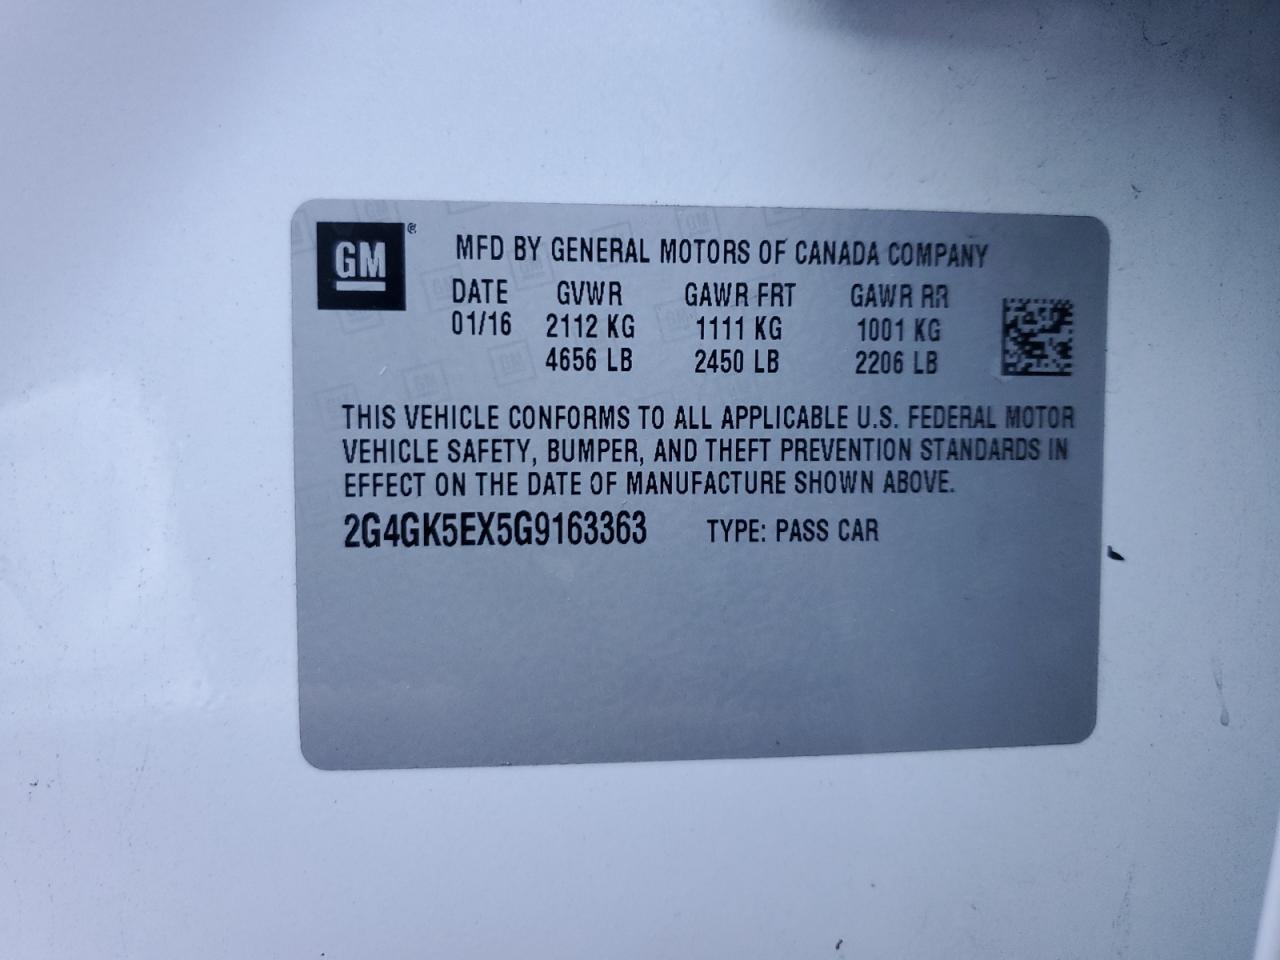 GM®
MFD BY GENERAL MOTORS OF CANADA COMPANY
DATE GVWR GAWR FRT GAWR RR
01/16 2112 KG 1111 KG 1001 KG
4656 LB 2450 LB 2206 LB
THIS VEHICLE CONFORMS TO ALL APPLICABLE U.S. FEDERAL MOTOR
VEHICLE SAFETY, BUMPER, AND THEFT PREVENTION STANDARDS IN
EFFECT ON THE DATE OF MANUFACTURE SHOWN ABOVE.
2G4GK5EX5G9163363 TYPE: PASS CAR